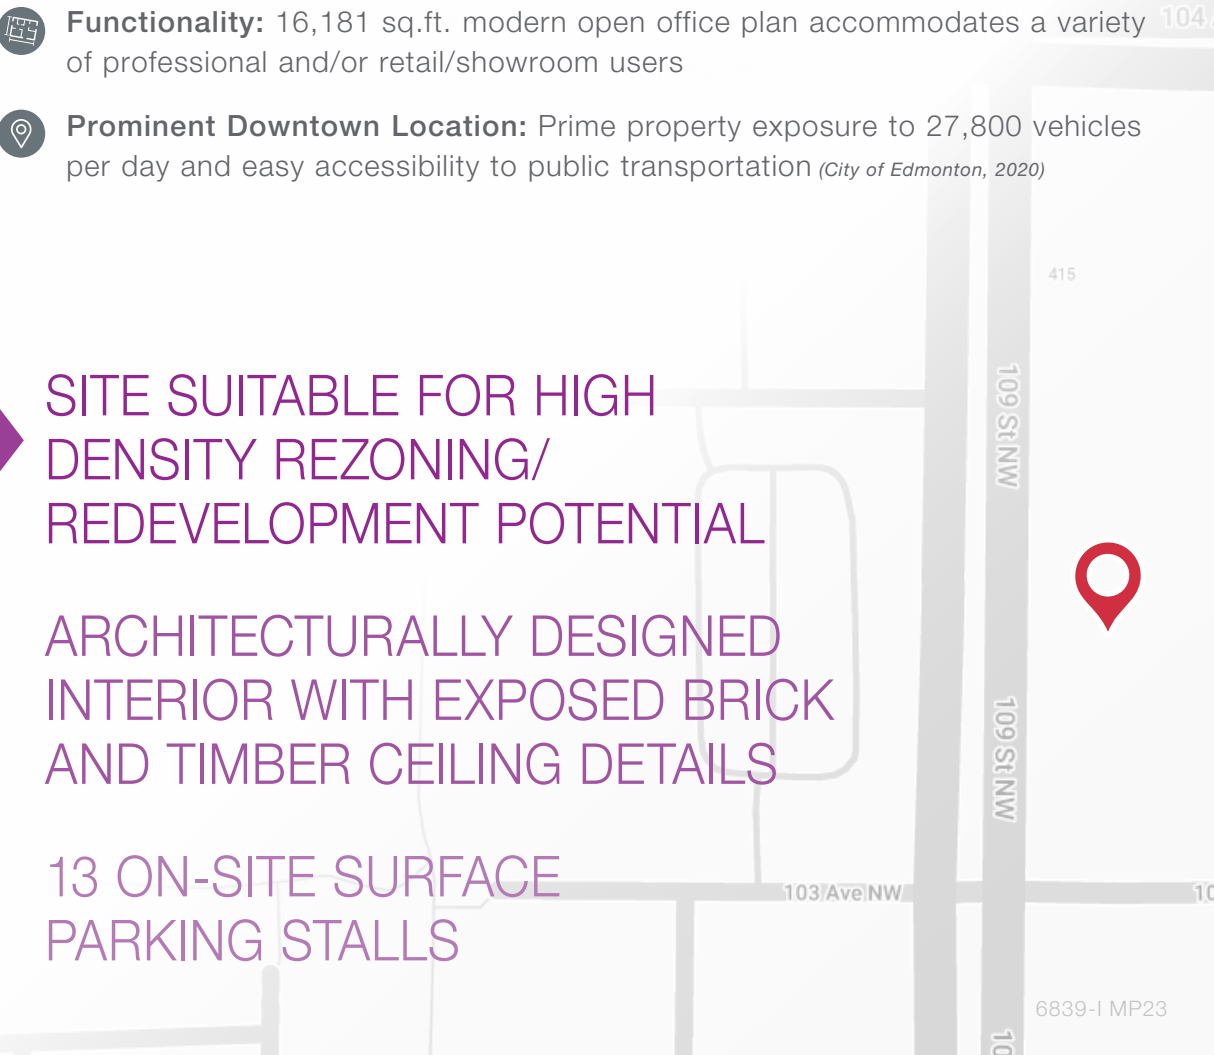 Functionality: 16,181 sq.ft. modern open office plan accommodates a variety
of professional and/or retail/showroom users
104
Prominent Downtown Location: Prime property exposure to 27,800 vehicles
per day and easy accessibility to public transportation (City of Edmonton, 2020)
415
SITE SUITABLE FOR HIGH
DENSITY REZONING/
REDEVELOPMENT POTENTIAL
109 St NW
ARCHITECTURALLY DESIGNED
INTERIOR WITH EXPOSED BRICK
AND TIMBER CEILING DETAILS
109 St NW
13 ON-SITE SURFACE
PARKING STALLS
103 Ave NW
10
6839-I MP23
10